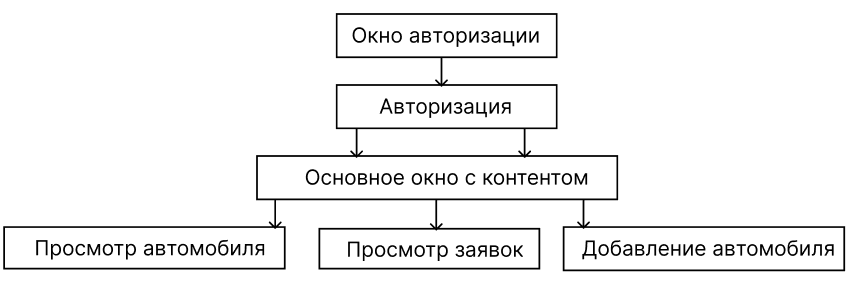 Окно авторизации
Авторизация
Основное окно с контентом
Просмотр автомобиля
Просмотр заявок
Добавление автомобиля